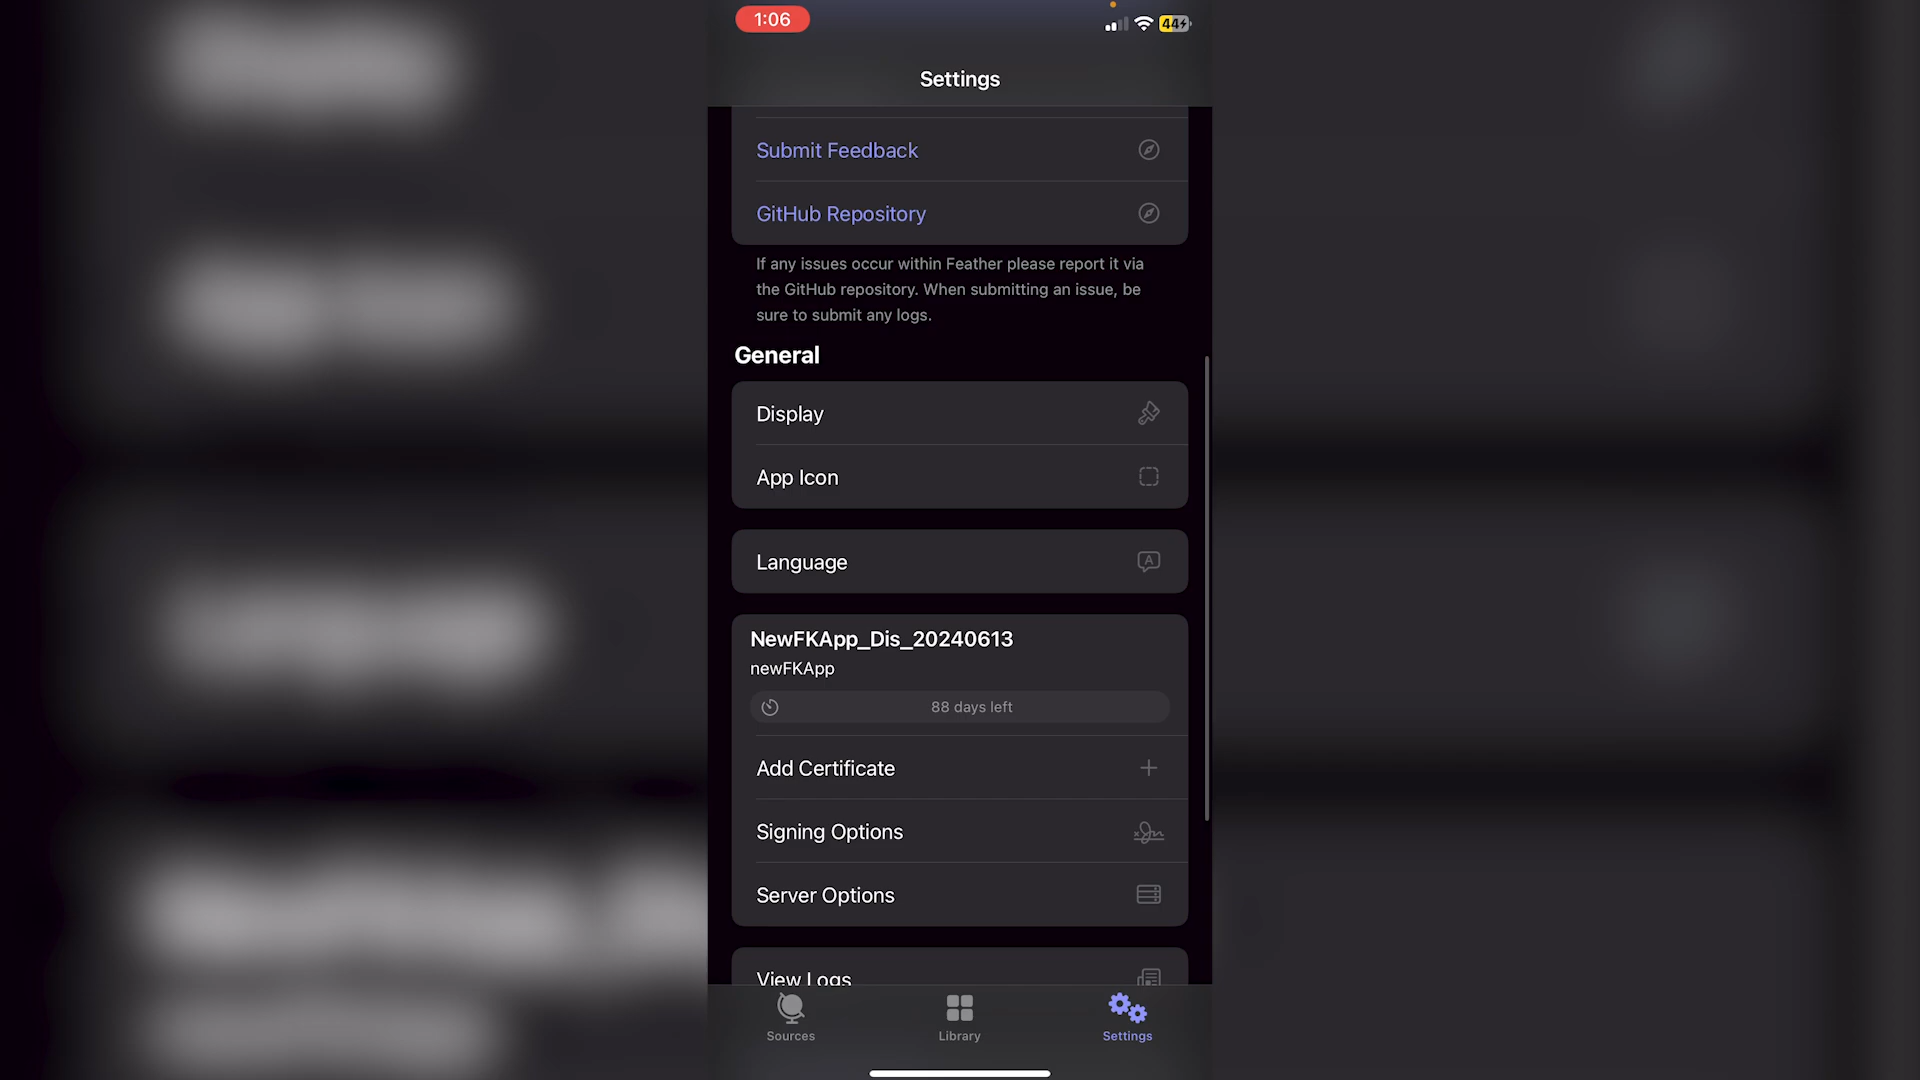 1:06
44
Settings
Submit Feedback
GitHub Repository
If any issues occur within Feather please report it via
the GitHub repository. When submitting an issue, be
sure to submit any logs.
General
Display
App Icon
Language
NewFKApp_Dis_20240613
newFKApp
88 days left
Add Certificate
Signing Options
Server Options
View Logs
Sources
Library
Settings